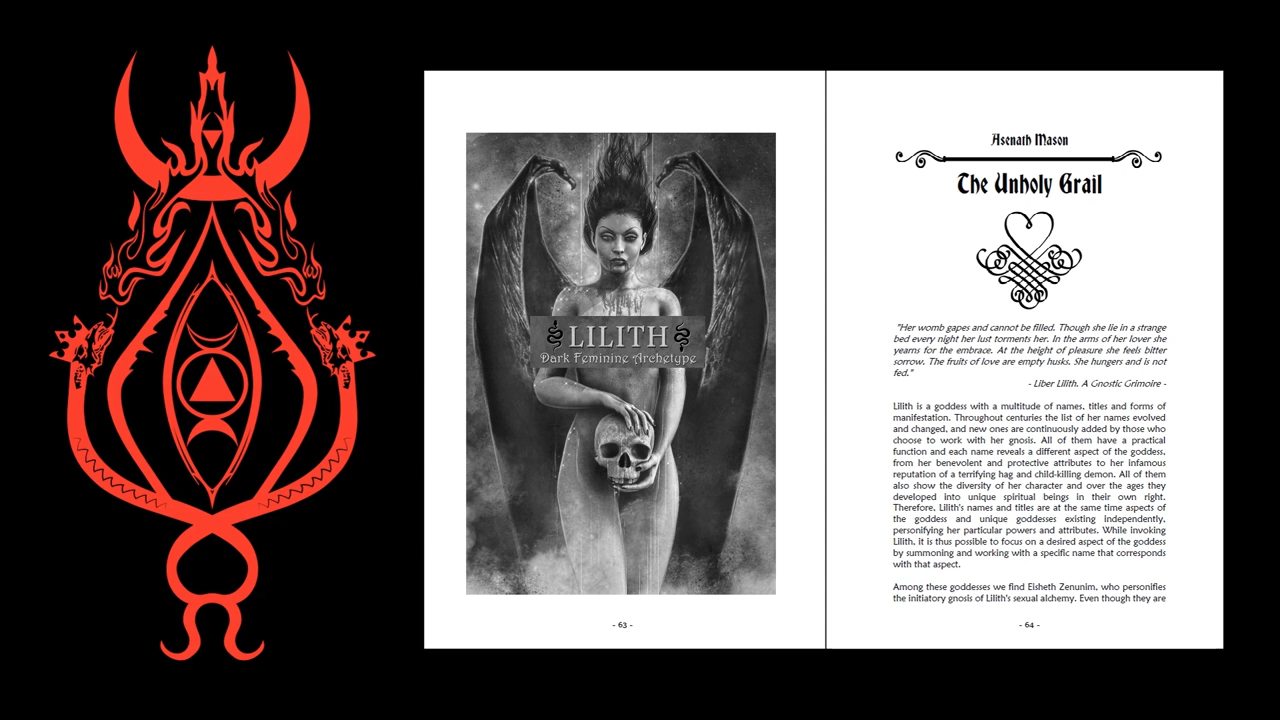 LILITH
Dark Feminine Archetype
- 63 -
Asenath Mason
The Unholy Grail
"Her womb gapes and cannot be filled. Though she lie in a strange
bed every night her lust torments her. In the arms of her lover she
yearns for the embrace. At the height of pleasure she feels bitter
sorrow. The fruits of love are empty husks. She hungers and is not
fed."
- Liber Lilith. A Gnostic Grimoire -
Lilith is a goddess with a multitude of names, titles and forms of
manifestation. Throughout centuries the list of her names evolved
and changed, and new ones are continuously added by those who
choose to work with her gnosis. All of them have a practical
function and each name reveals a different aspect of the goddess,
from her benevolent and protective attributes to her infamous
reputation of a terrifying hag and child-killing demon. All of them
also show the diversity of her character and over the ages they
developed into unique spiritual beings in their own right.
Therefore, Lilith's names and titles are at the same time aspects of
the goddess and unique goddesses existing independently,
personifying her particular powers and attributes. While invoking
Lilith, it is thus possible to focus on a desired aspect of the goddess
by summoning and working with a specific name that corresponds
with that aspect.
Among these goddesses we find Eisheth Zenunim, who personifies
the initiatory gnosis of Lilith's sexual alchemy. Even though they are
- 64 -